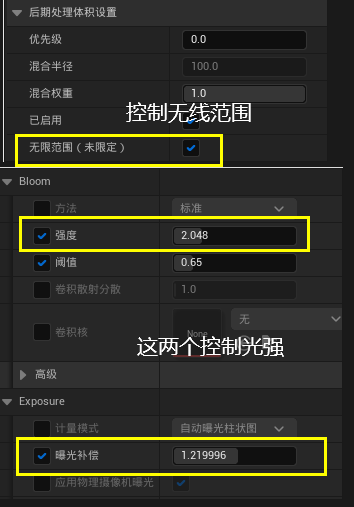 后期处理体积设置
优先级 0.0
混合半径 100.0
混合权重 1.0
控制无线范围
已启用
无限范围（未限定）
Bloom
方法 标准
强度 2.048
阈值 0.65
卷积散射分散 1.0
无
卷积核 None
这两个控制光强
高级
Exposure
计量模式 自动曝光柱状图
曝光补偿 1.219996
应用物理摄像机曝光